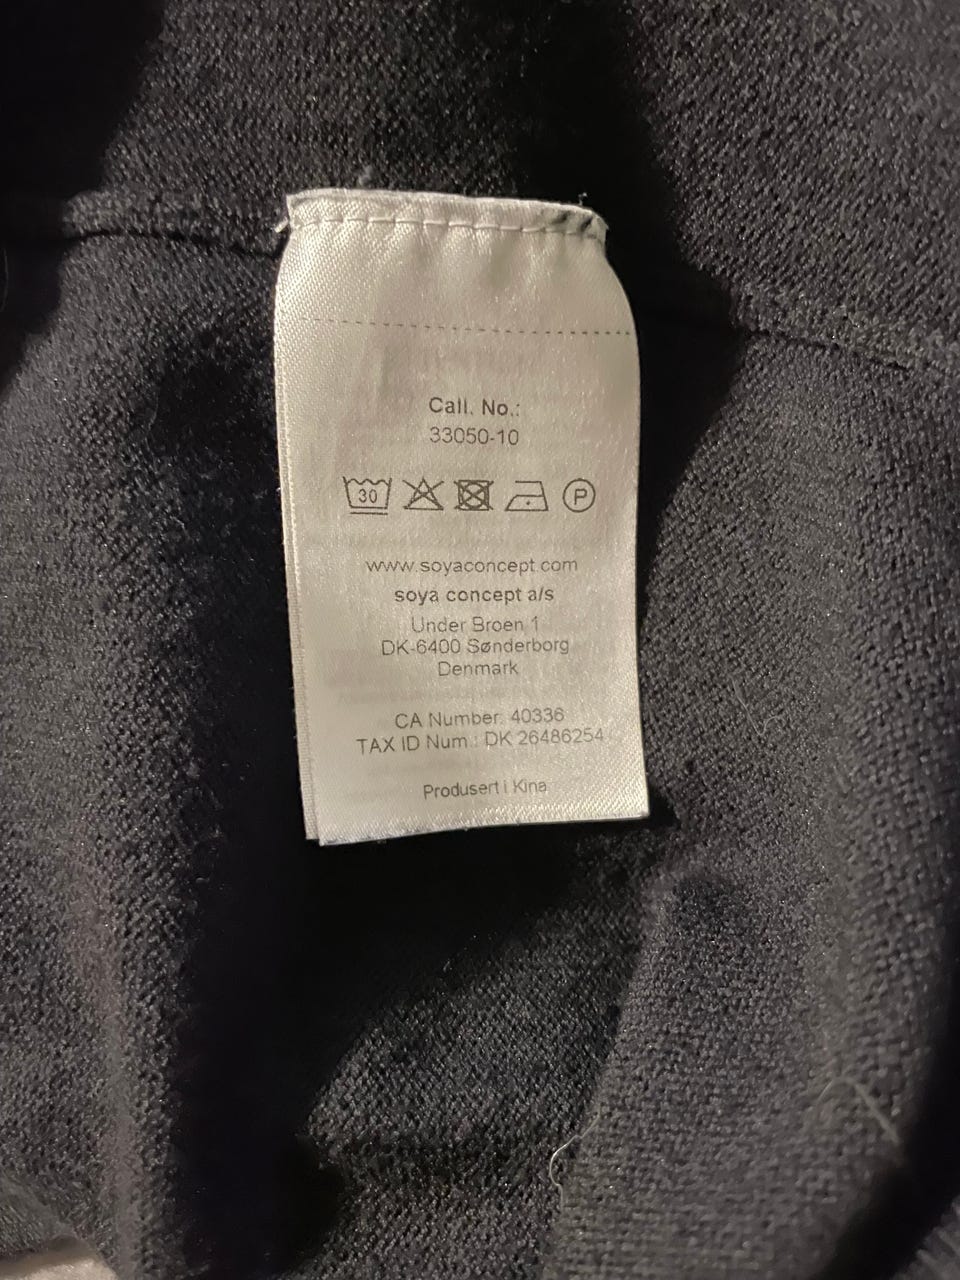 Call. No.:
33050-10
30 P
www.soyaconcept.com
soya concept a/s
Under Broen 1
DK-6400 Sønderborg
Denmark
CA Number: 40336
TAX ID Num.: DK 26486254
Produsert i Kina